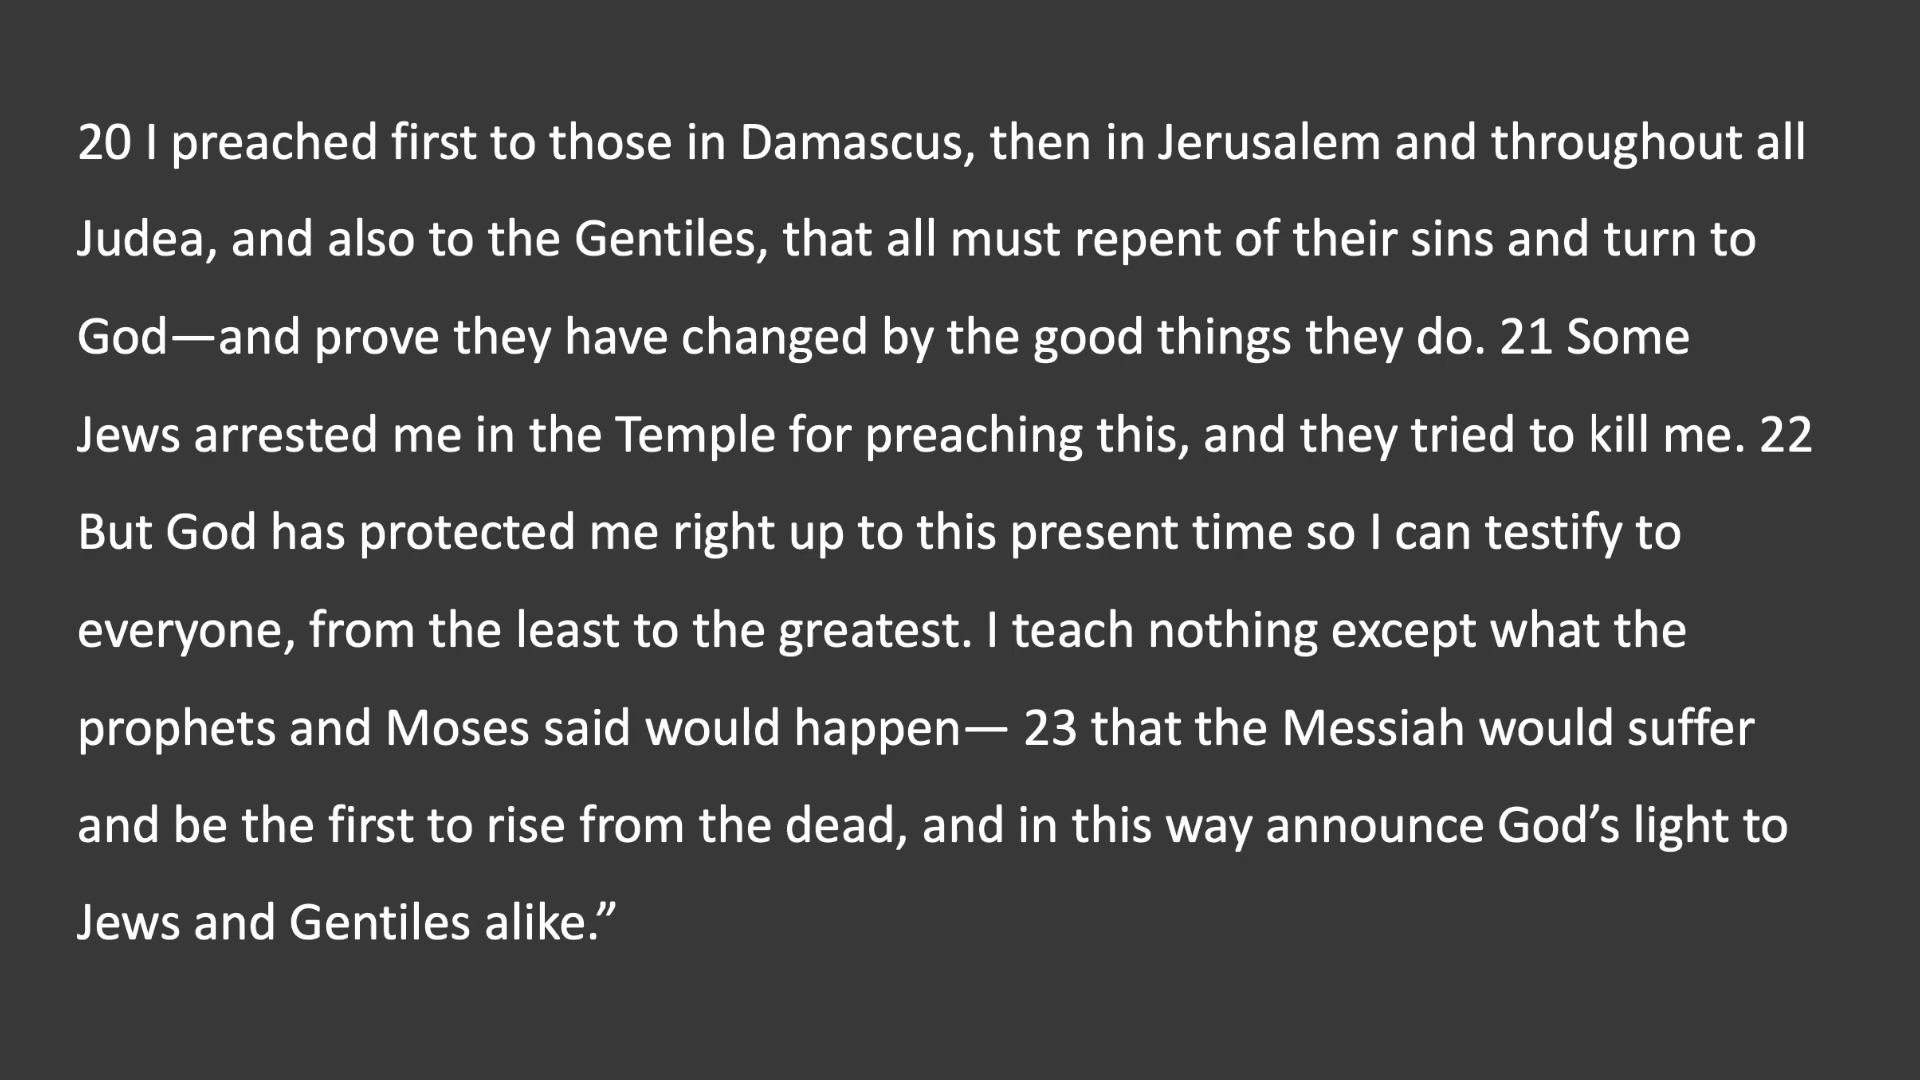 20 I preached first to those in Damascus, then in Jerusalem and throughout all
Judea, and also to the Gentiles, that all must repent of their sins and turn to
God—and prove they have changed by the good things they do. 21 Some
Jews arrested me in the Temple for preaching this, and they tried to kill me. 22
But God has protected me right up to this present time so I can testify to
everyone, from the least to the greatest. I teach nothing except what the
prophets and Moses said would happen— 23 that the Messiah would suffer
and be the first to rise from the dead, and in this way announce God’s light to
Jews and Gentiles alike.”